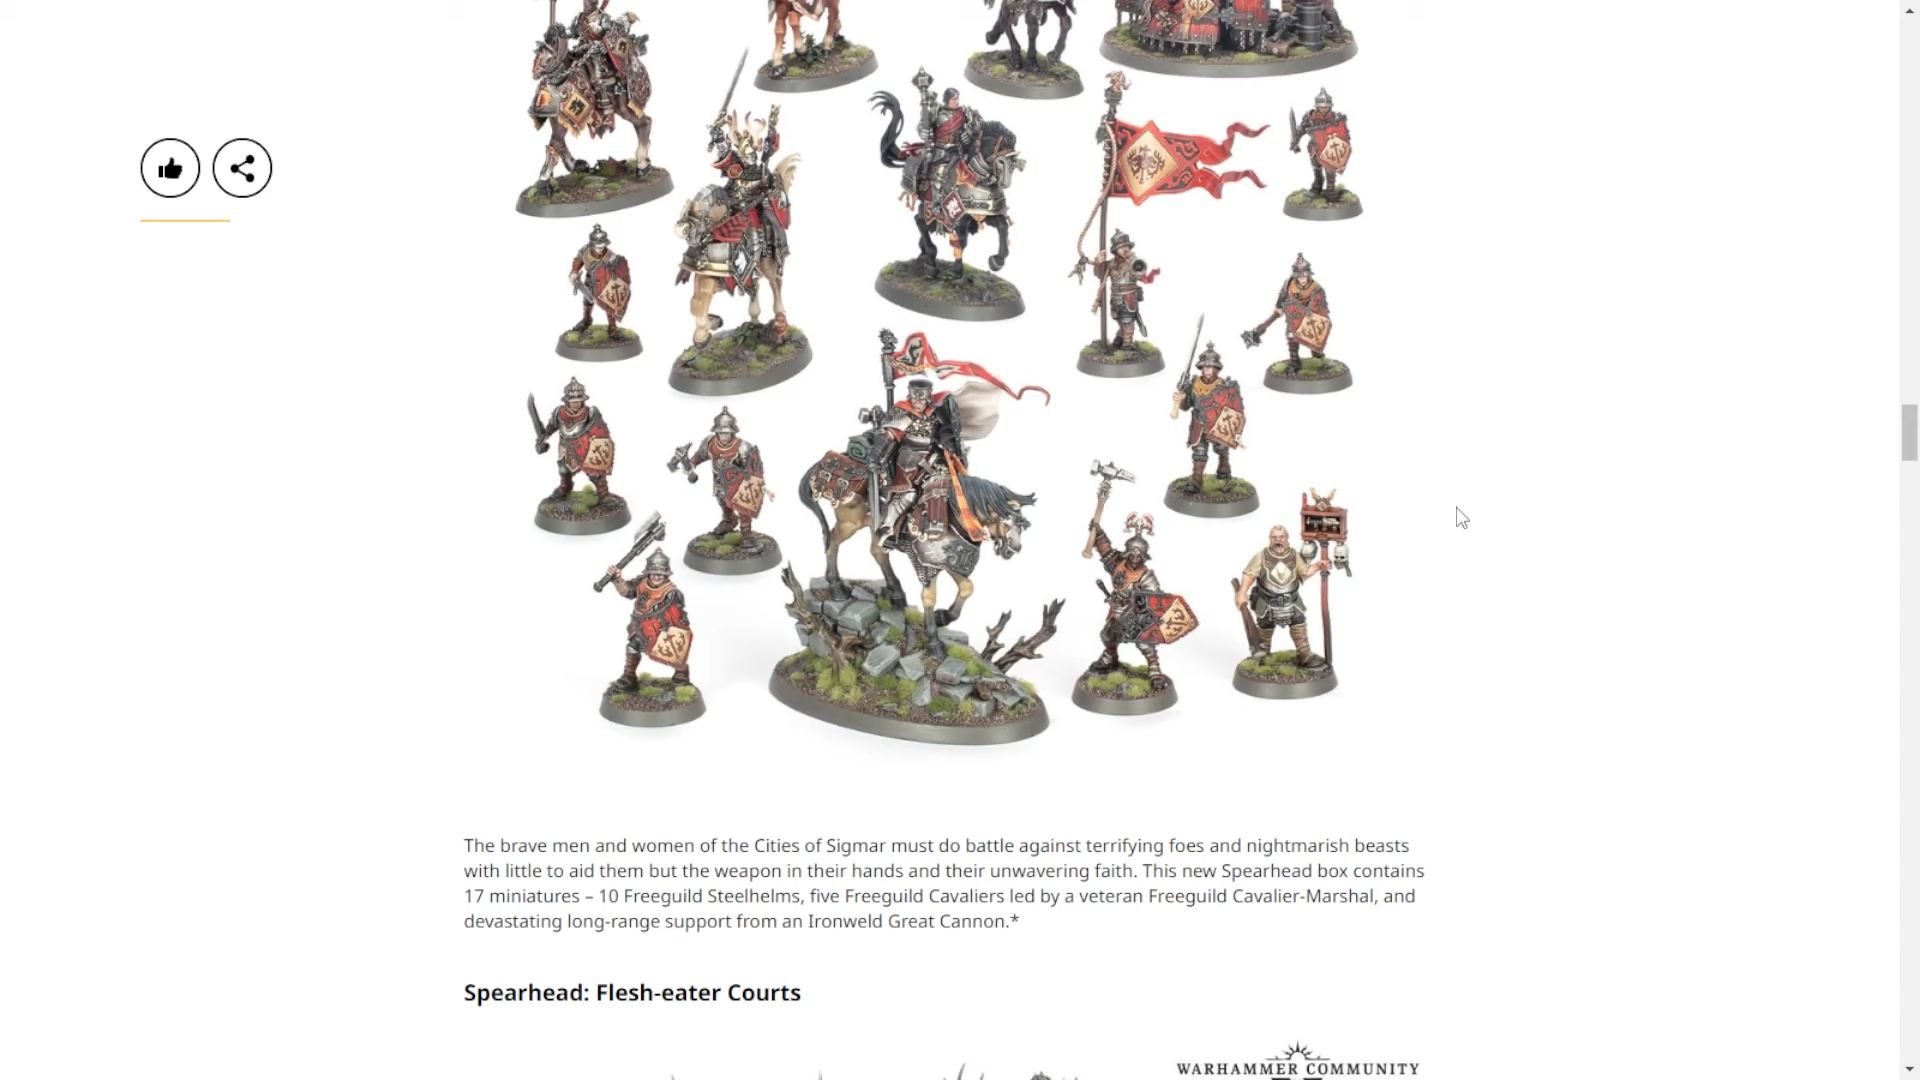 The brave men and women of the Cities of Sigmar must do battle against terrifying foes and nightmarish beasts
with little to aid them but the weapon in their hands and their unwavering faith. This new Spearhead box contains
17 miniatures – 10 Freeguild Steelhelms, five Freeguild Cavaliers led by a veteran Freeguild Cavalier-Marshal, and
devastating long-range support from an Ironweld Great Cannon.*
Spearhead: Flesh-eater Courts
WARHAMMER COMMUNITY